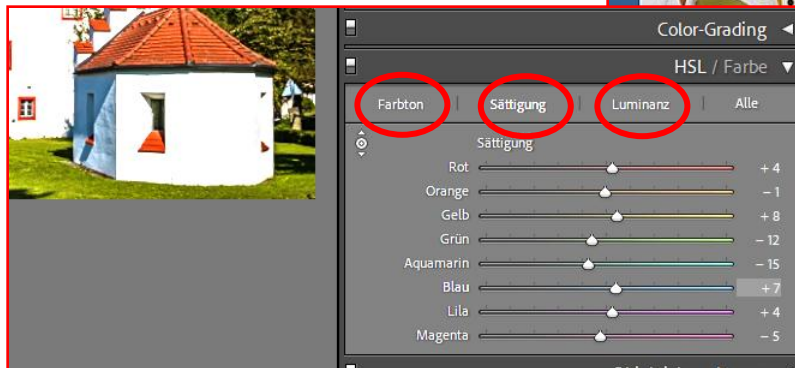 Color-Grading
HSL / Farbe
Farbton | Sättigung | Luminanz | Alle
Sättigung
Rot + 4
Orange − 1
Gelb + 8
Grün − 12
Aquamarin − 15
Blau + 7
Lila + 4
Magenta − 5